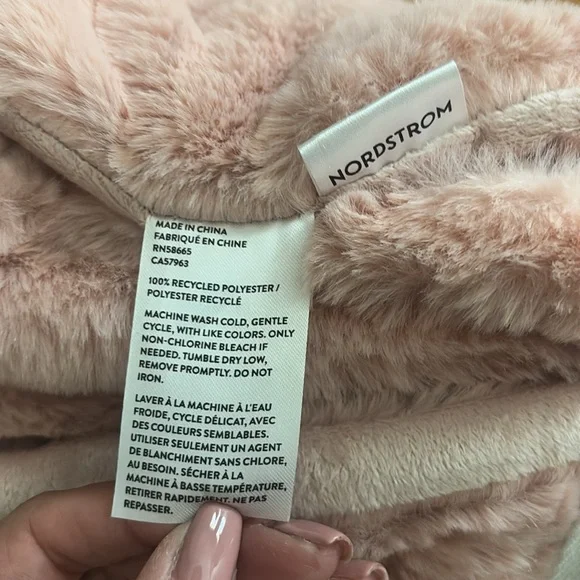 NORDSTROM
MADE IN CHINA
FABRIQUÉ EN CHINE
RN58665
CA57963
100% RECYCLED POLYESTER /
POLYESTER RECYCLÉ
MACHINE WASH COLD, GENTLE
CYCLE, WITH LIKE COLORS. ONLY
NON-CHLORINE BLEACH IF
NEEDED. TUMBLE DRY LOW,
REMOVE PROMPTLY. DO NOT
IRON.
LAVER À LA MACHINE À L'EAU
FROIDE, CYCLE DÉLICAT, AVEC
DES COULEURS SEMBLABLES.
UTILISER SEULEMENT UN AGENT
DE BLANCHIMENT SANS CHLORE,
AU BESOIN. SÉCHER À LA
MACHINE À BASSE TEMPÉRATURE,
RETIRER RAPIDEMENT. NE PAS
REPASSER.